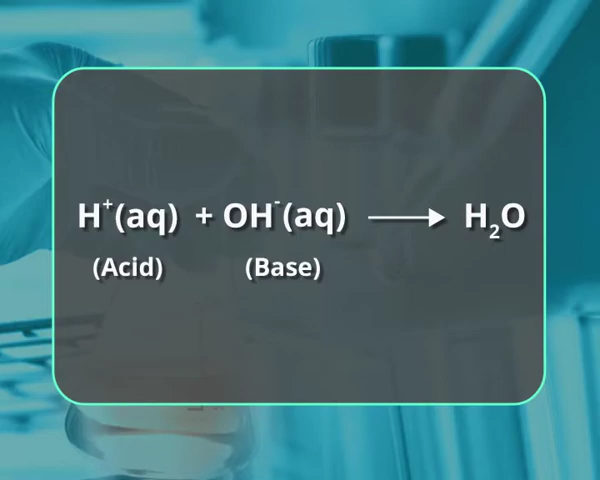 H⁺(aq) + OH⁻(aq) ⟶ H₂O
(Acid) (Base)